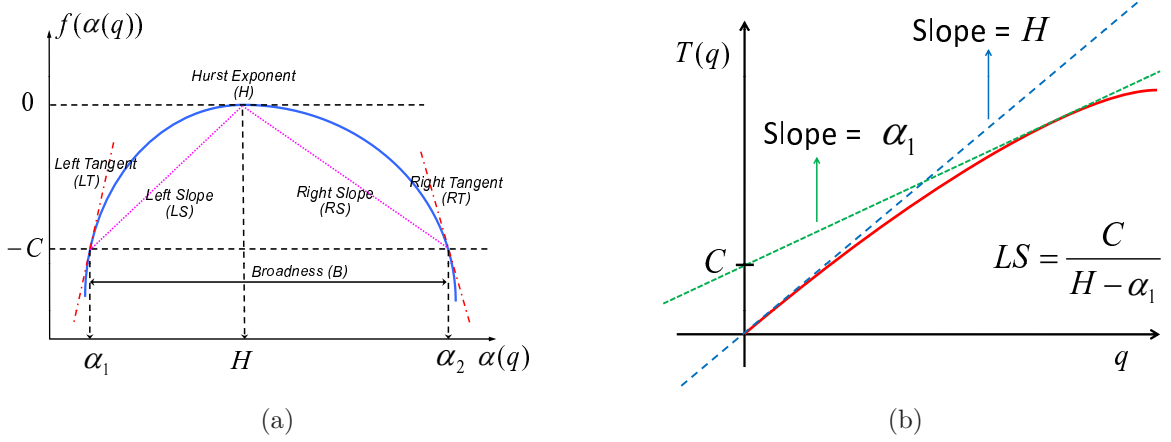 f(α(q))
Hurst Exponent
(H)
0
Left Tangent
(LT)
Left Slope
(LS)
Right Slope
(RS)
Right Tangent
(RT)
−C
Broadness (B)
α₁
H
α₂
α(q)
(a)
T(q)
Slope = H
Slope = α₁
C
LS = C / (H − α₁)
q
(b)